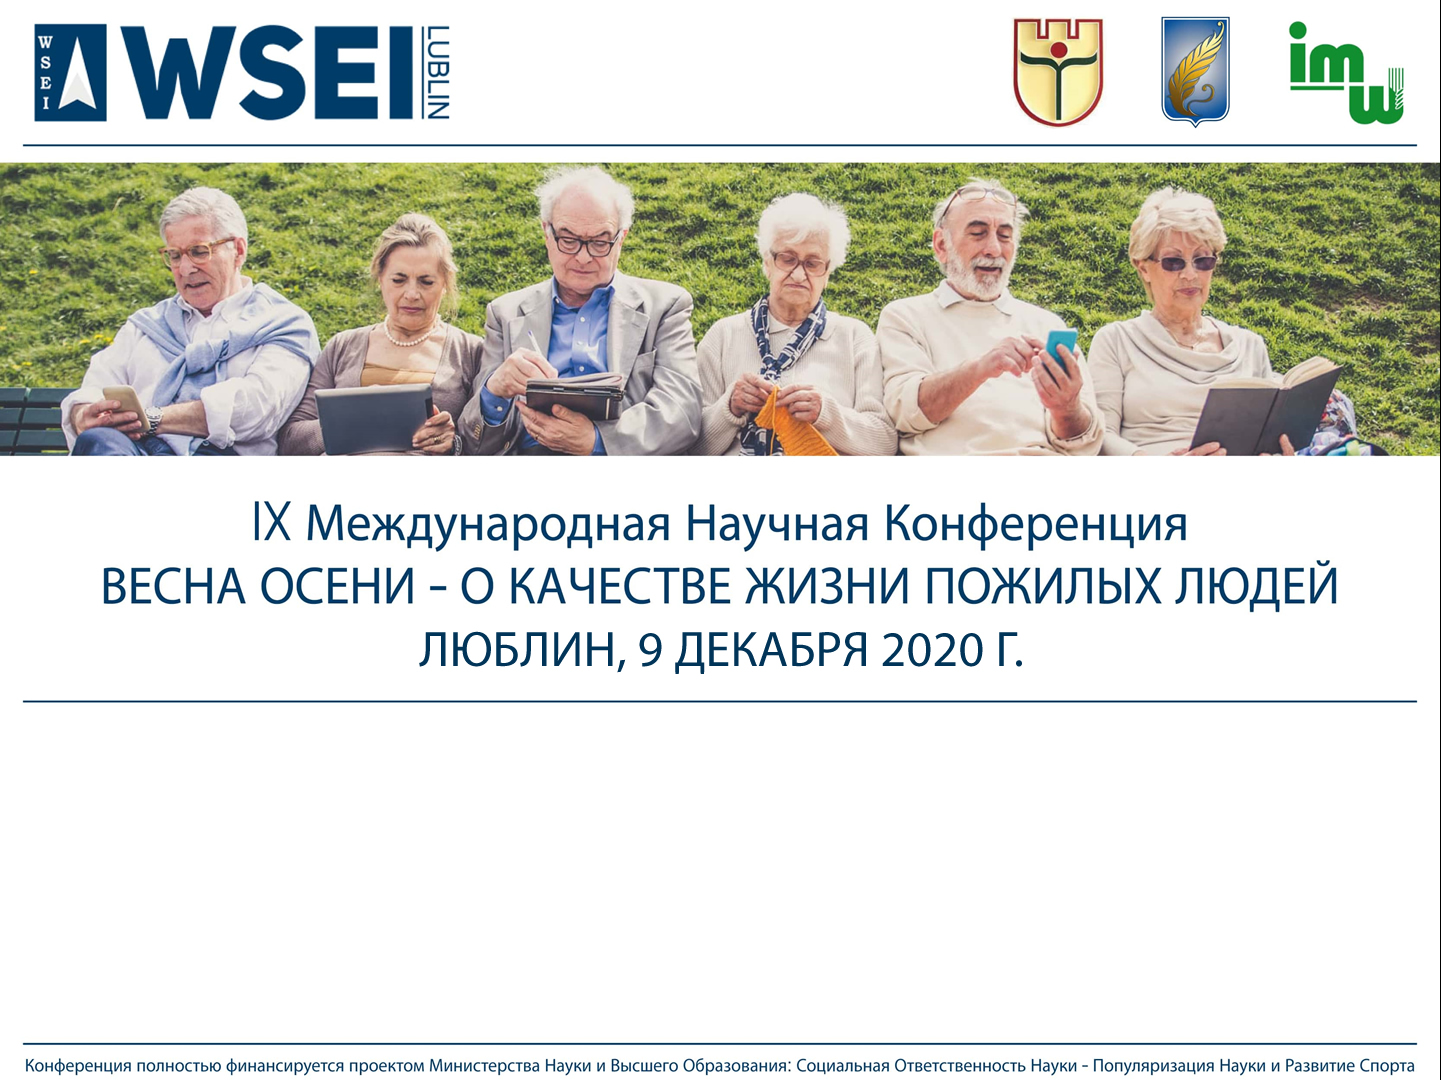 WSEI
WSEI
LUBLIN
imw
IX Международная Научная Конференция
ВЕСНА ОСЕНИ – О КАЧЕСТВЕ ЖИЗНИ ПОЖИЛЫХ ЛЮДЕЙ
ЛЮБЛИН, 9 ДЕКАБРЯ 2020 Г.
Конференция полностью финансируется проектом Министерства Науки и Высшего Образования: Социальная Ответственность Науки – Популяризация Науки и Развитие Спорта